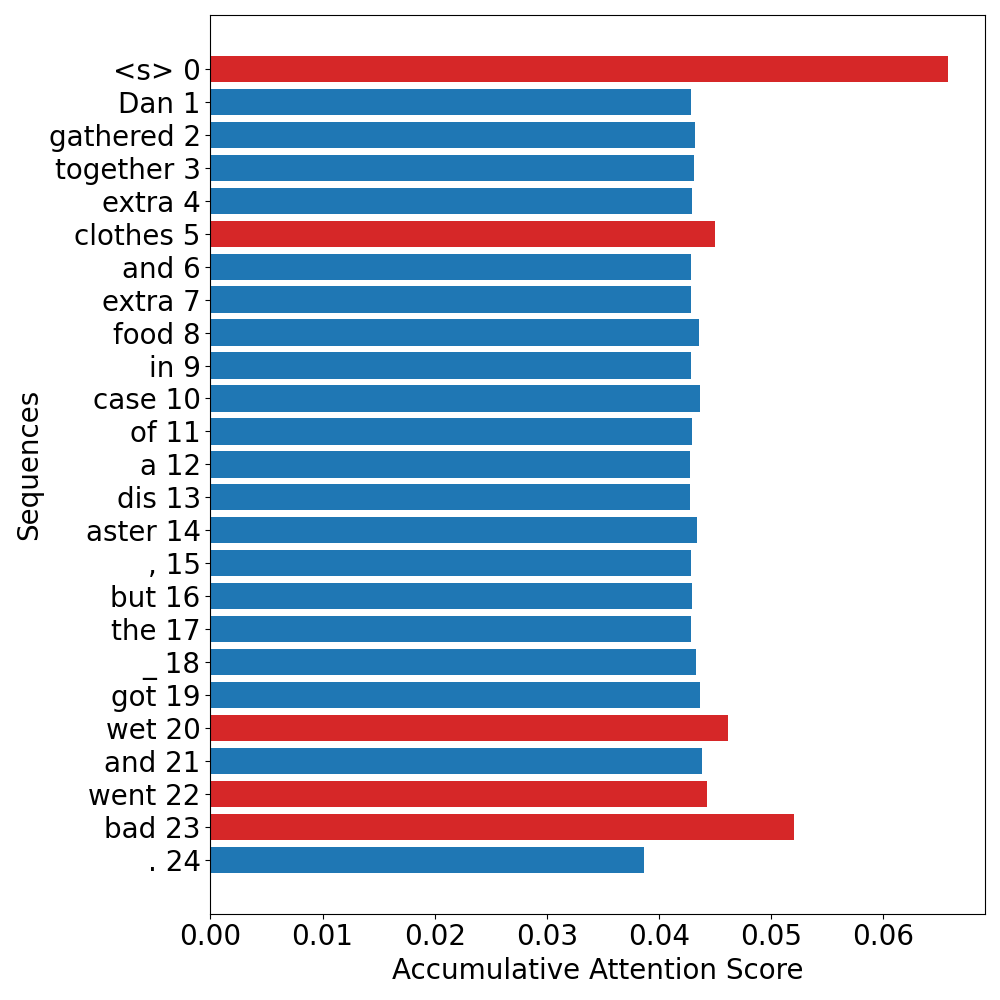 <s> 0
Dan 1
gathered 2
together 3
extra 4
clothes 5
and 6
extra 7
food 8
in 9
case 10
of 11
a 12
dis 13
aster 14
, 15
but 16
the 17
_ 18
got 19
wet 20
and 21
went 22
bad 23
. 24
Sequences
0.00 0.01 0.02 0.03 0.04 0.05 0.06
Accumulative Attention Score